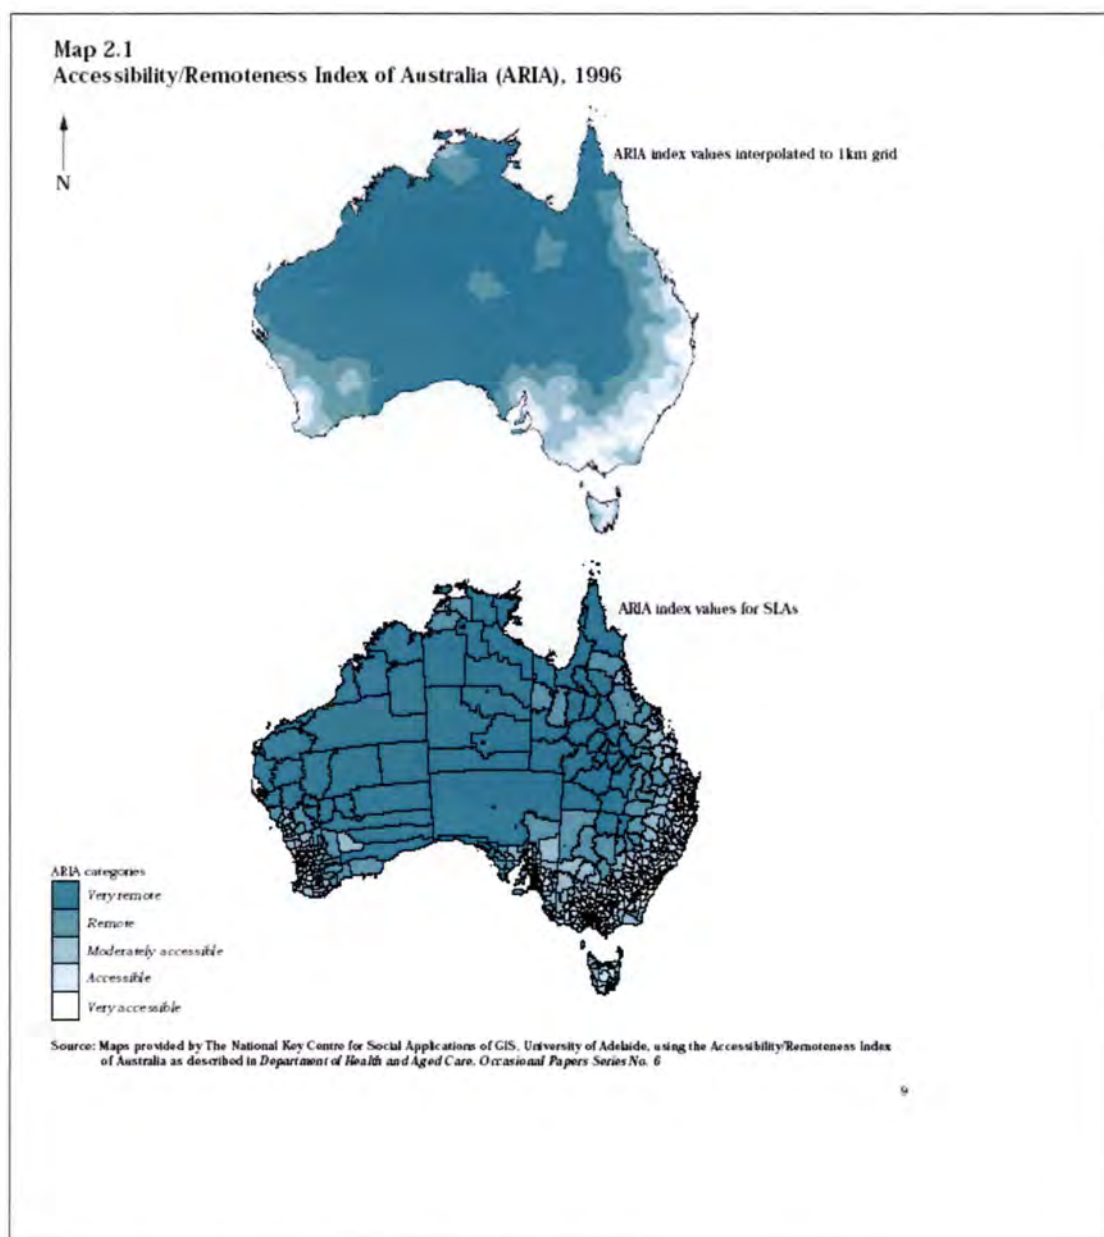 Map 2.1
Accessibility/Remoteness Index of Australia (ARIA), 1996
N
ARIA index values interpolated to 1km grid
ARIA index values for SLAs
ARIA categories
Very remote
Remote
Moderately accessible
Accessible
Very accessible
Source: Maps provided by The National Key Centre for Social Applications of GIS, University of Adelaide, using the Accessibility/Remoteness Index
of Australia as described in Department of Health and Aged Care, Occasional Papers Series No. 6
9